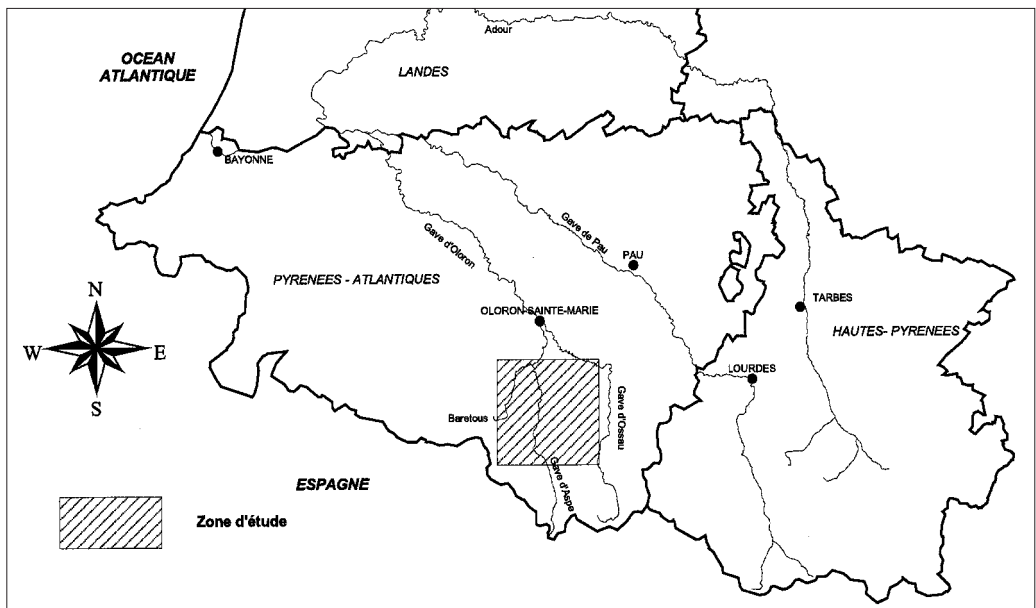 Adour
OCEAN
ATLANTIQUE
LANDES
BAYONNE
Gave d'Oloron
Gave de Pau
PAU
PYRENEES - ATLANTIQUES
N
W
E
S
OLORON-SAINTE-MARIE
TARBES
HAUTES- PYRENEES
LOURDES
Baretous
Gave d'Ossau
Gave d'Aspe
ESPAGNE
Zone d'étude